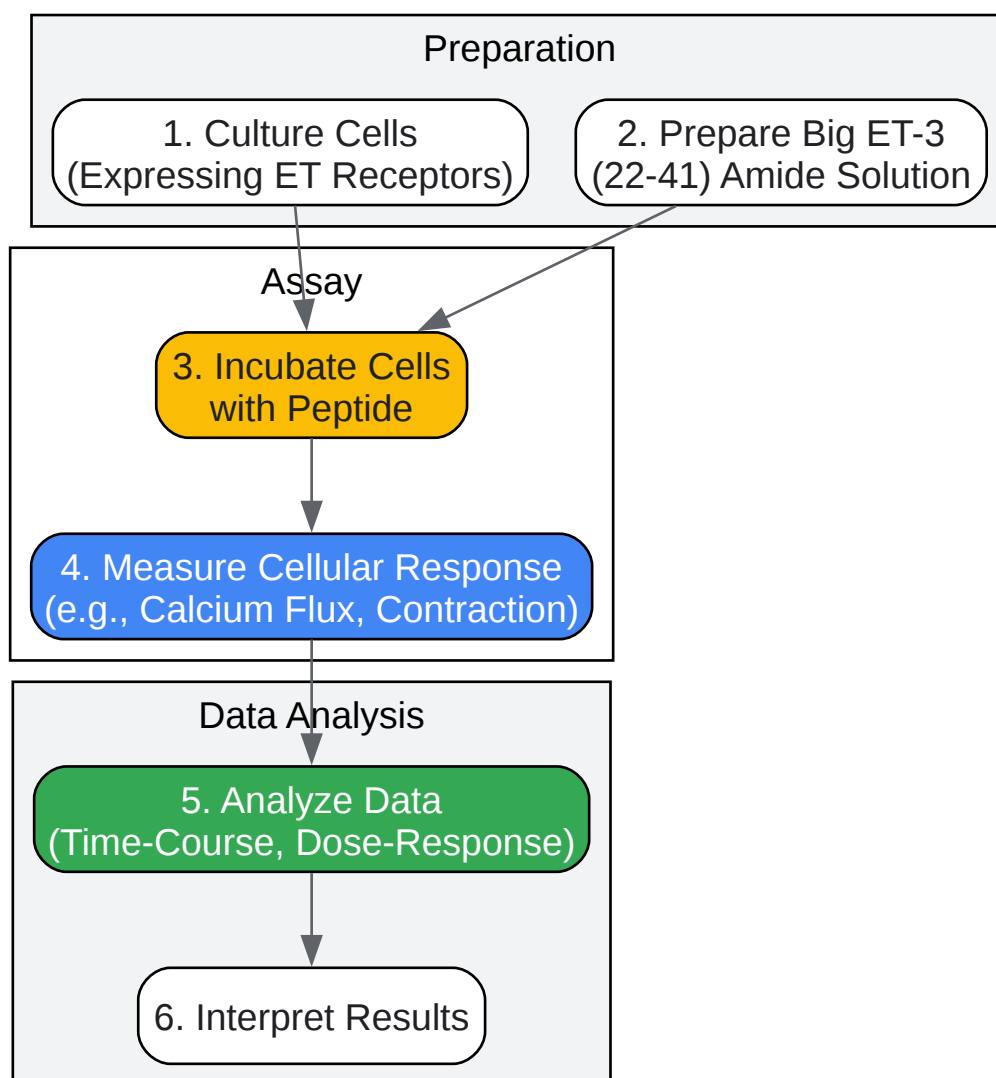 Preparation
1. Culture Cells
(Expressing ET Receptors)
2. Prepare Big ET-3
(22-41) Amide Solution
Assay
3. Incubate Cells
with Peptide
4. Measure Cellular Response
(e.g., Calcium Flux, Contraction)
Data Analysis
5. Analyze Data
(Time-Course, Dose-Response)
6. Interpret Results